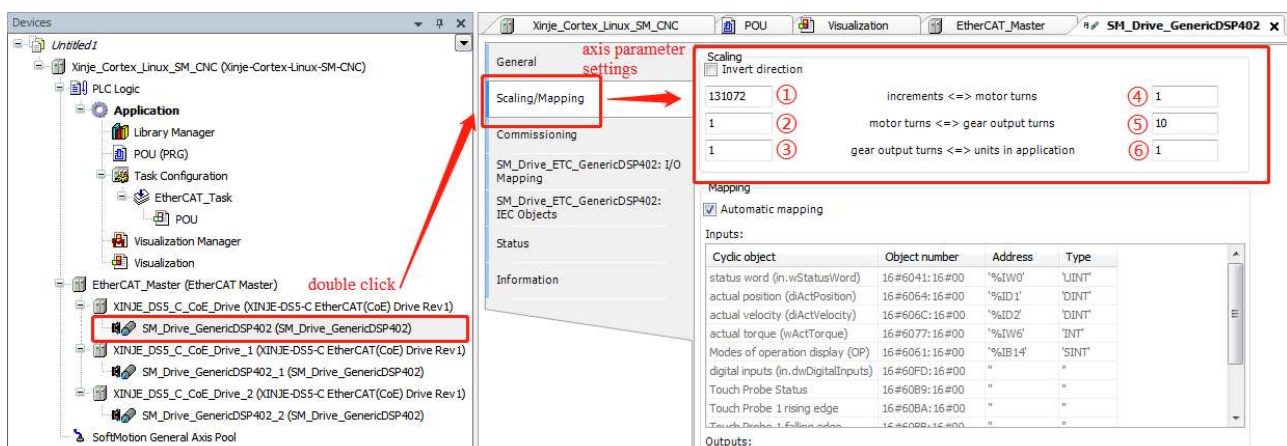 Devices
Untitled1
Xinje_Cortex_Linux_SM_CNC (Xinje-Cortex-Linux-SM-CNC)
PLC Logic
Application
Library Manager
POU (PRG)
Task Configuration
EtherCAT_Task
POU
Visualization Manager
Visualization
EtherCAT_Master (EtherCAT Master)
double click
XINJE_DS5_C_CoE_Drive (XINJE-DS5-C EtherCAT(CoE) Drive Rev1)
SM_Drive_GenericDSP402 (SM_Drive_GenericDSP402)
XINJE_DS5_C_CoE_Drive_1 (XINJE-DS5-C EtherCAT(CoE) Drive Rev1)
SM_Drive_GenericDSP402_1 (SM_Drive_GenericDSP402)
XINJE_DS5_C_CoE_Drive_2 (XINJE-DS5-C EtherCAT(CoE) Drive Rev1)
SM_Drive_GenericDSP402_2 (SM_Drive_GenericDSP402)
SoftMotion General Axis Pool
Xinje_Cortex_Linux_SM_CNC POU Visualization EtherCAT_Master SM_Drive_GenericDSP402 X
General
axis parameter
settings
Scaling/Mapping
Commissioning
SM_Drive_ETC_GenericDSP402: I/O
Mapping
SM_Drive_ETC_GenericDSP402:
IEC Objects
Status
Information
Scaling
Invert direction
131072 ① increments <=> motor turns ④ 1
1 ② motor turns <=> gear output turns ⑤ 10
1 ③ gear output turns <=> units in application ⑥ 1
Mapping
Automatic mapping
Inputs:
Cyclic object Object number Address Type
status word (in.wStatusWord) 16#6041:16#00 '%IW0' 'UINT'
actual position (diActPosition) 16#6064:16#00 '%ID1' 'DINT'
actual velocity (diActVelocity) 16#606C:16#00 '%ID2' 'DINT'
actual torque (wActTorque) 16#6077:16#00 '%IW6' 'INT'
Modes of operation display (OP) 16#6061:16#00 '%IB14' 'SINT'
digital inputs (in.dwDigitalInputs) 16#60FD:16#00 '' ''
Touch Probe Status 16#60B9:16#00 '' ''
Touch Probe 1 rising edge 16#60BA:16#00 '' ''
Touch Probe 1 falling edge 16#60BB:16#00 '' ''
Outputs: